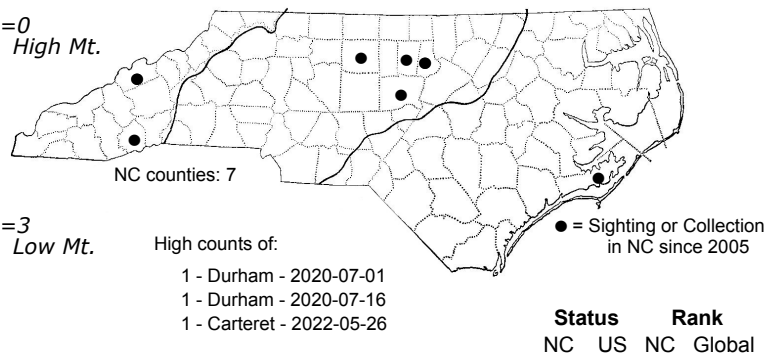 =0
High Mt.
NC counties: 7
=3
Low Mt.
High counts of:
1 - Durham - 2020-07-01
1 - Durham - 2020-07-16
1 - Carteret - 2022-05-26
● = Sighting or Collection
in NC since 2005
Status Rank
NC US NC Global